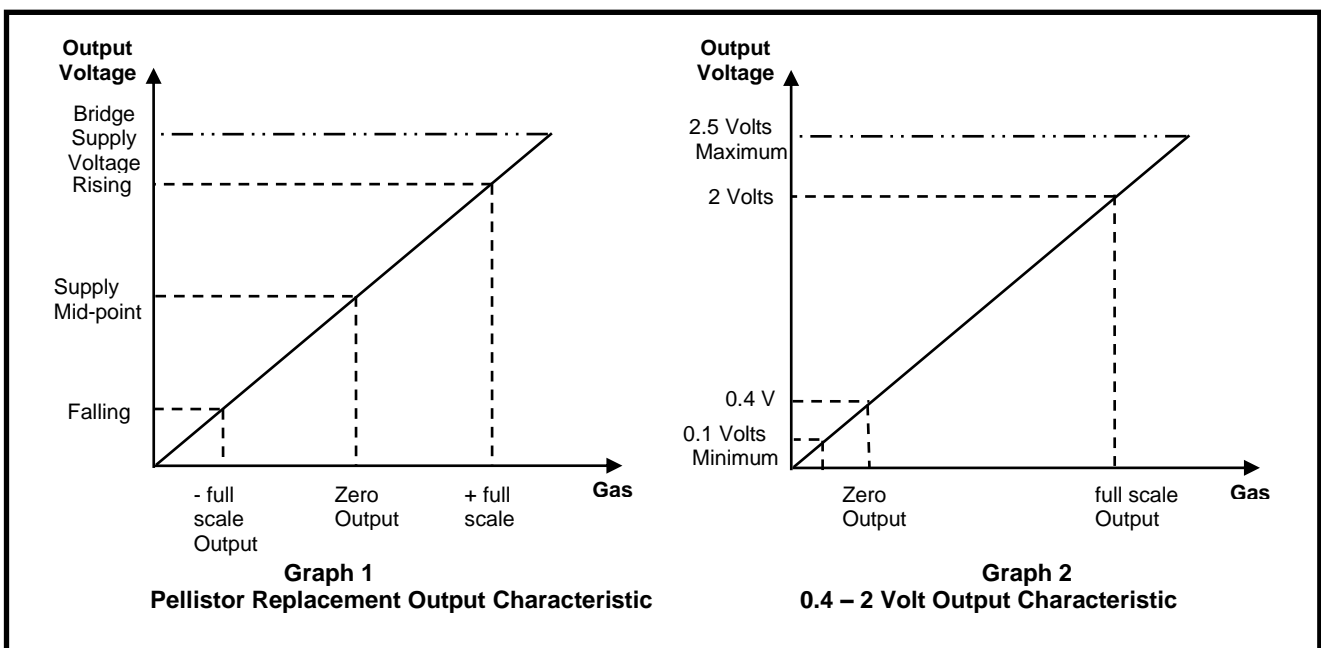 Output
Voltage
Bridge
Supply
Voltage
Rising
Supply
Mid-point
Falling
- full
scale
Output
Zero
Output
+ full
scale
Gas
Graph 1
Pellistor Replacement Output Characteristic
Output
Voltage
2.5 Volts
Maximum
2 Volts
0.4 V
0.1 Volts
Minimum
Zero
Output
full scale
Output
Gas
Graph 2
0.4 – 2 Volt Output Characteristic